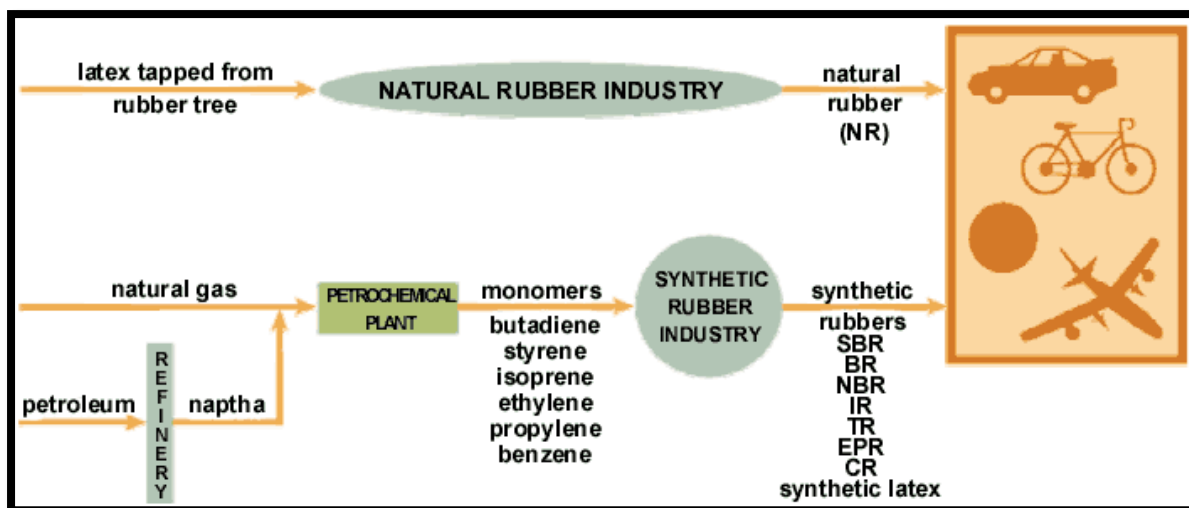 latex tapped from
rubber tree
NATURAL RUBBER INDUSTRY
natural
rubber
(NR)
natural gas
petroleum
REFINERY
naptha
PETROCHEMICAL
PLANT
monomers
butadiene
styrene
isoprene
ethylene
propylene
benzene
SYNTHETIC
RUBBER
INDUSTRY
synthetic
rubbers
SBR
BR
NBR
IR
TR
EPR
CR
synthetic latex